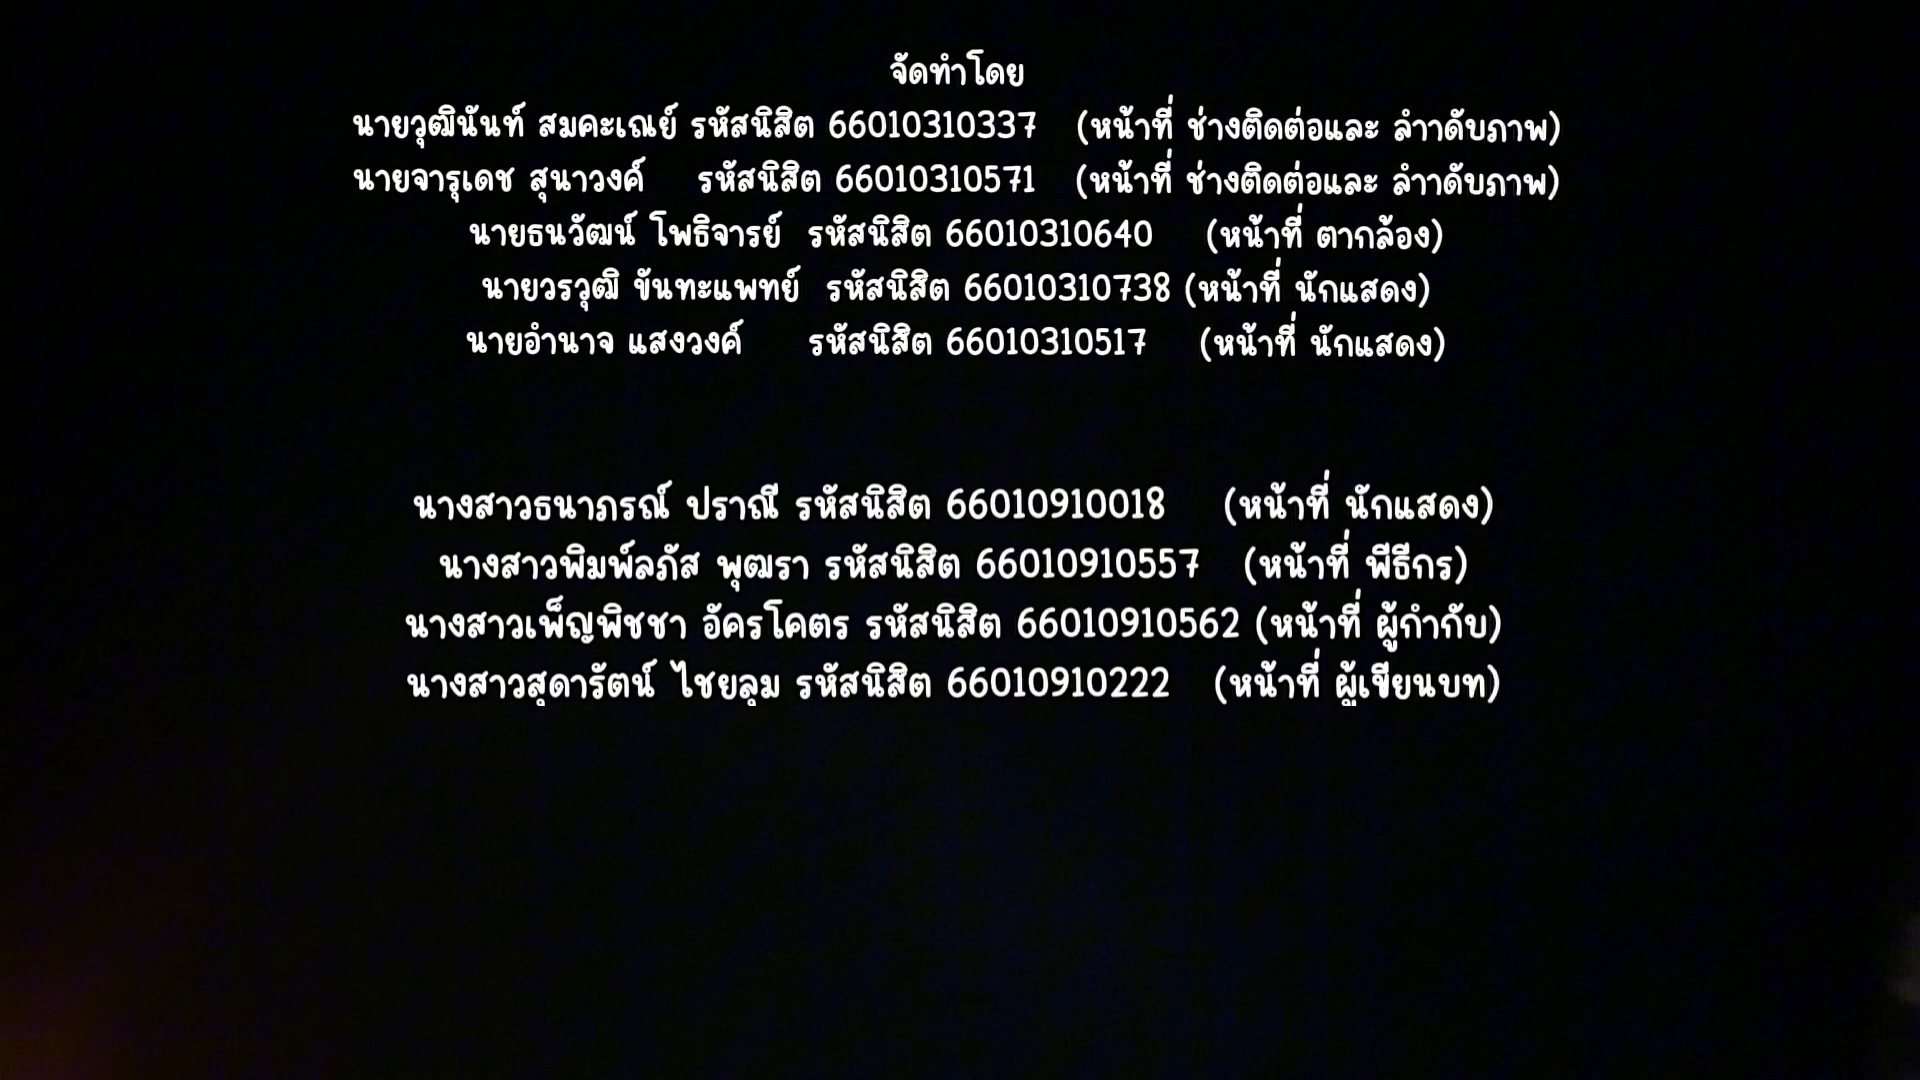 จัดทำโดย
นายวุฒินันท์ สมคะเณย์ รหัสนิสิต 66010310337 (หน้าที่ ช่างติดต่อและ ลำาดับภาพ)
นายจารุเดช สุนาวงค์ รหัสนิสิต 66010310571 (หน้าที่ ช่างติดต่อและ ลำาดับภาพ)
นายธนวัฒน์ โพธิจารย์ รหัสนิสิต 66010310640 (หน้าที่ ตากล้อง)
นายวรวุฒิ ขันทะแพทย์ รหัสนิสิต 66010310738 (หน้าที่ นักแสดง)
นายอำนาจ แสงวงค์ รหัสนิสิต 66010310517 (หน้าที่ นักแสดง)
นางสาวธนาภรณ์ ปราณี รหัสนิสิต 66010910018 (หน้าที่ นักแสดง)
นางสาวพิมพ์ลภัส พุฒรา รหัสนิสิต 66010910557 (หน้าที่ พีธีกร)
นางสาวเพ็ญพิชชา อัครโคตร รหัสนิสิต 66010910562 (หน้าที่ ผู้กำกับ)
นางสาวสุดารัตน์ ไชยลุม รหัสนิสิต 66010910222 (หน้าที่ ผู้เขียนบท)